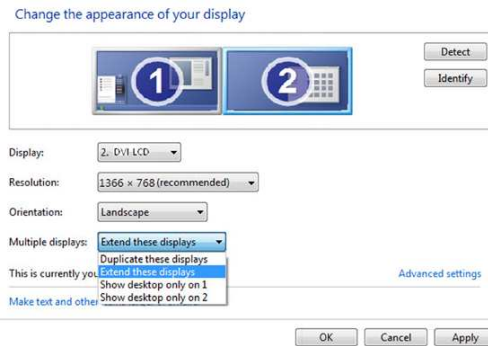 Change the appearance of your display
1
2
Detect
Identify
Display:
2. DVI-LCD
Resolution:
1366 × 768 (recommended)
Orientation:
Landscape
Multiple displays:
Extend these displays
Duplicate these displays
Extend these displays
Show desktop only on 1
Show desktop only on 2
This is currently you
Advanced settings
Make text and other
OK
Cancel
Apply